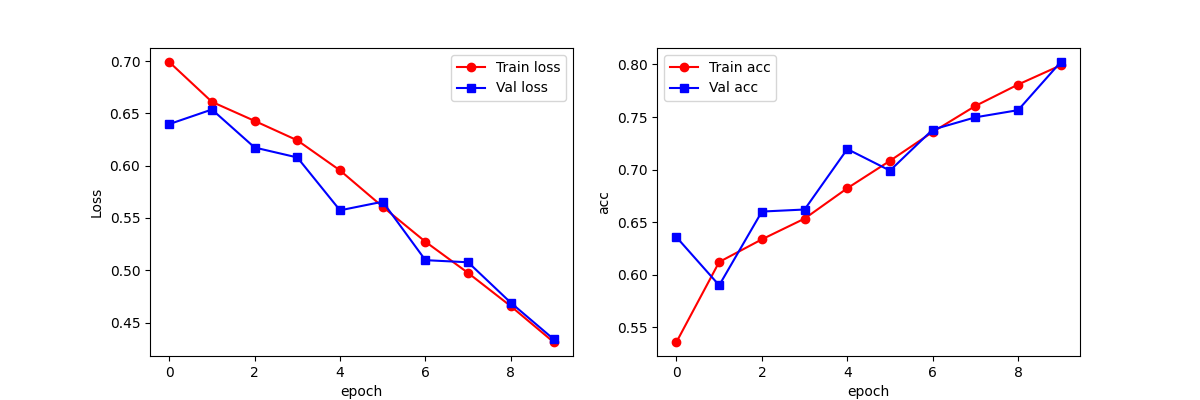 0.70
0.65
0.60
0.55
0.50
0.45
Loss
0 2 4 6 8
epoch
Train loss
Val loss
0.80
0.75
0.70
0.65
0.60
0.55
acc
0 2 4 6 8
epoch
Train acc
Val acc